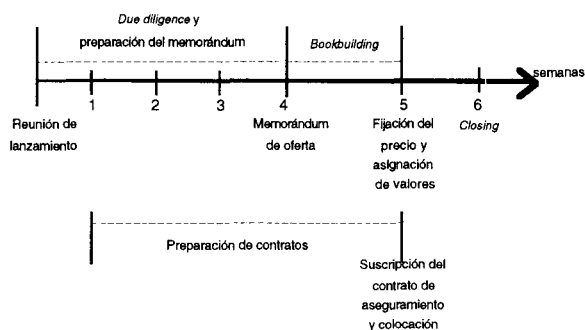 Due diligence y
preparación del memorándum
Bookbuilding
semanas
1 2 3 4 5 6
Reunión de
lanzamiento
Memorándum
de oferta
Fijación del
precio y
asignación
de valores
Closing
Preparación de contratos
Suscripción del
contrato de
aseguramiento
y colocación